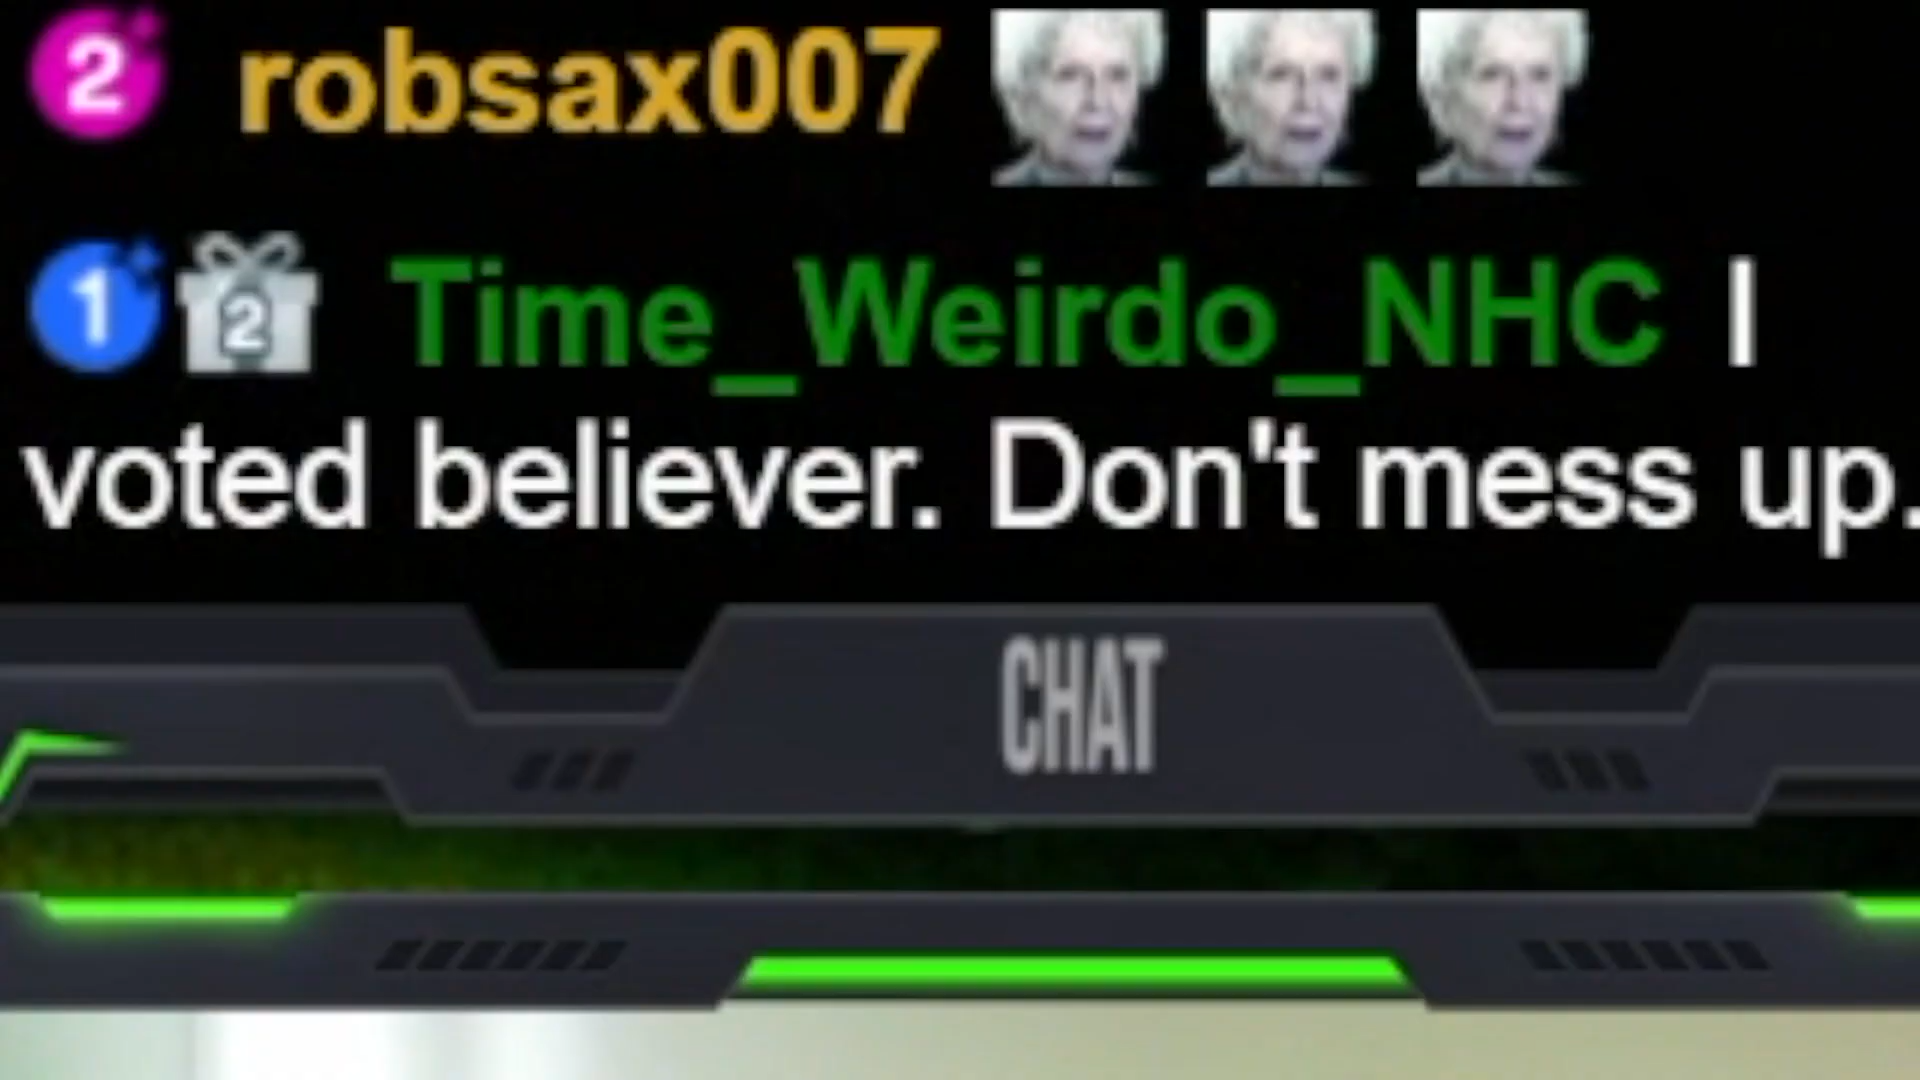 2 robsax007
1 2 Time_Weirdo_NHC I
voted believer. Don't mess up.
CHAT